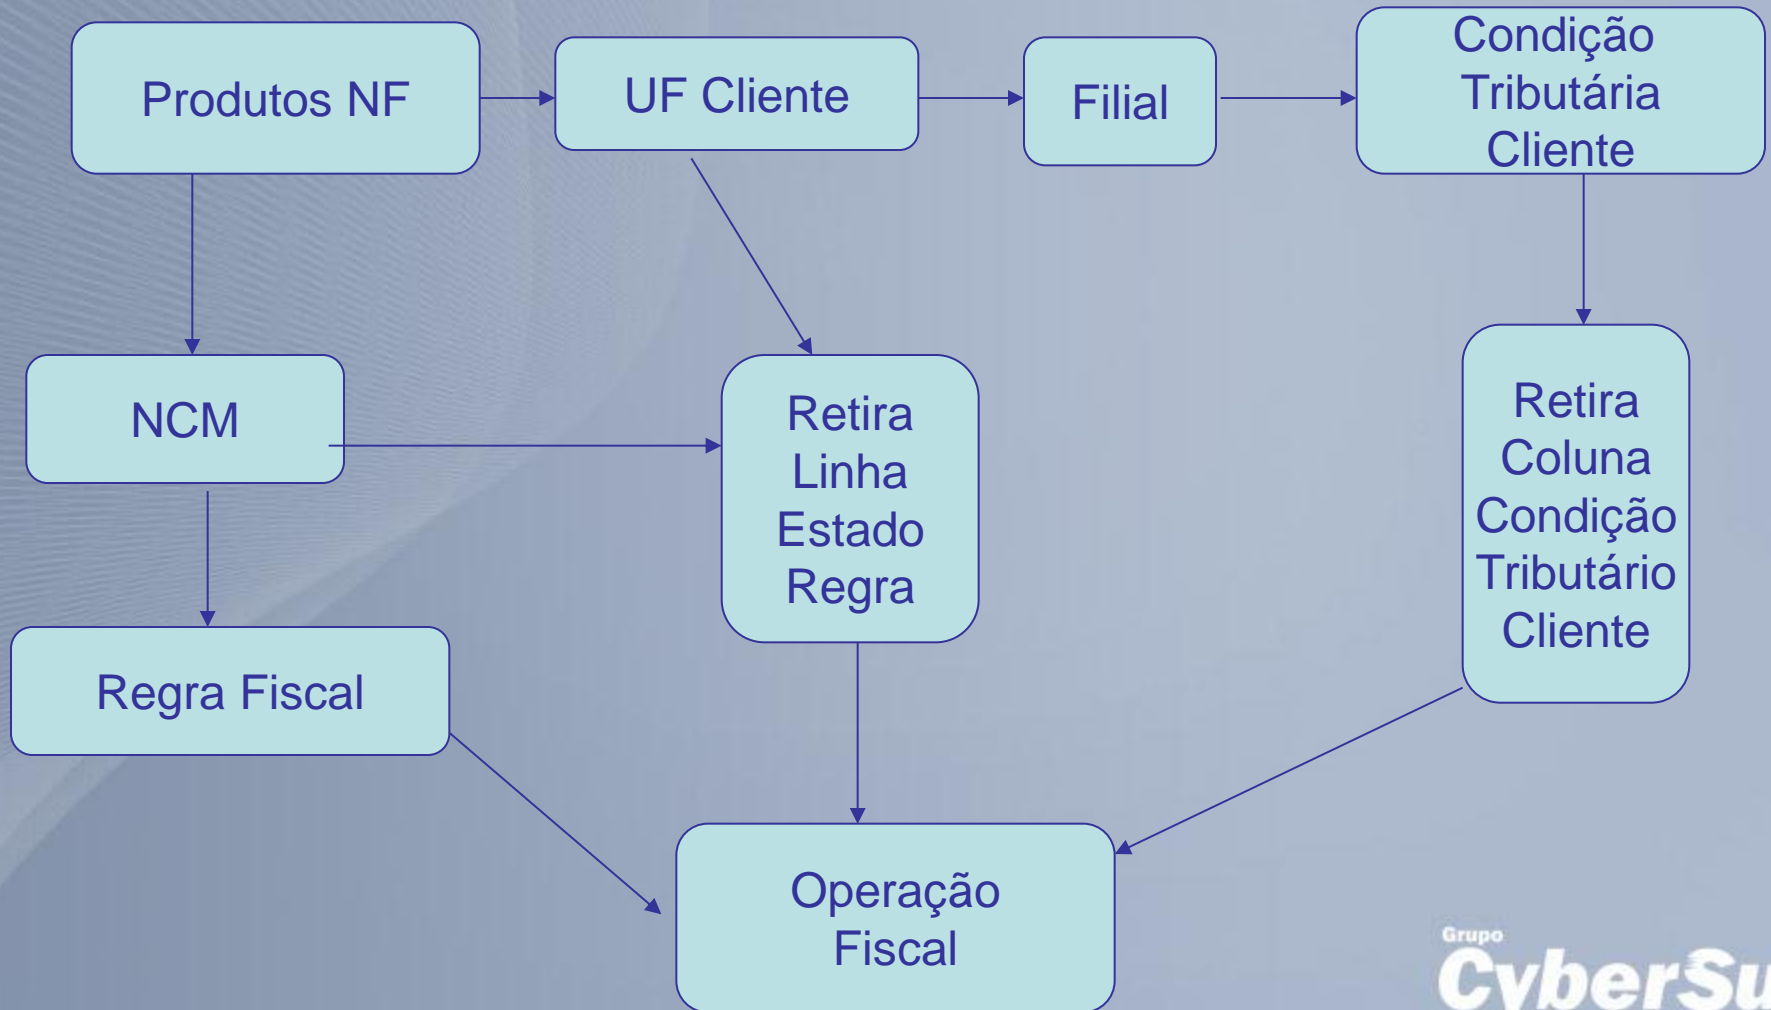 Produtos NF
UF Cliente
Filial
Condição
Tributária
Cliente
NCM
Retira
Linha
Estado
Regra
Retira
Coluna
Condição
Tributário
Cliente
Regra Fiscal
Operação
Fiscal
Grupo
CyberSu